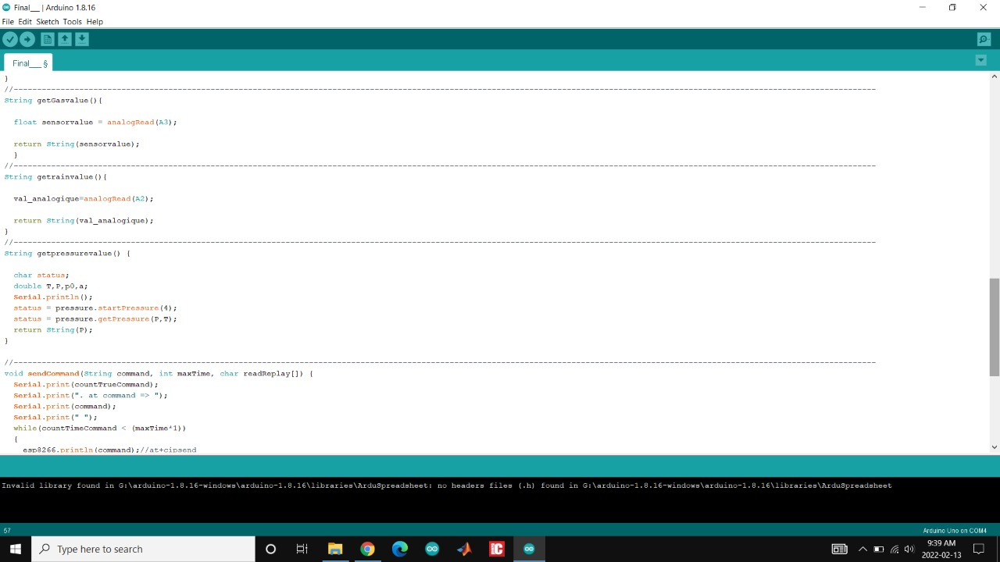 Final___ | Arduino 1.8.16
File Edit Sketch Tools Help
Final___ §
}
//----------------------------------------------------------------------------------------------------------------------------------------------------------------------------------------
String getGasvalue(){
float sensorvalue = analogRead(A3);
return String(sensorvalue);
}
//----------------------------------------------------------------------------------------------------------------------------------------------------------------------------------------
String getrainvalue(){
val_analogique=analogRead(A2);
return String(val_analogique);
}
//----------------------------------------------------------------------------------------------------------------------------------------------------------------------------------------
String getpressurevalue() {
char status;
double T,P,p0,a;
Serial.println();
status = pressure.startPressure(4);
status = pressure.getPressure(P,T);
return String(P);
}
//----------------------------------------------------------------------------------------------------------------------------------------------------------------------------------------
void sendCommand(String command, int maxTime, char readReplay[]) {
Serial.print(countTrueCommand);
Serial.print(". at command => ");
Serial.print(command);
Serial.print(" ");
while(countTimeCommand < (maxTime*1))
{
esp8266.println(command);//at+cipsend
Invalid library found in G:\arduino-1.8.16-windows\arduino-1.8.16\libraries\ArduSpreadsheet: no headers files (.h) found in G:\arduino-1.8.16-windows\arduino-1.8.16\libraries\ArduSpreadsheet
57
Arduino Uno on COM4
Type here to search
iC
9:39 AM
2022-02-13